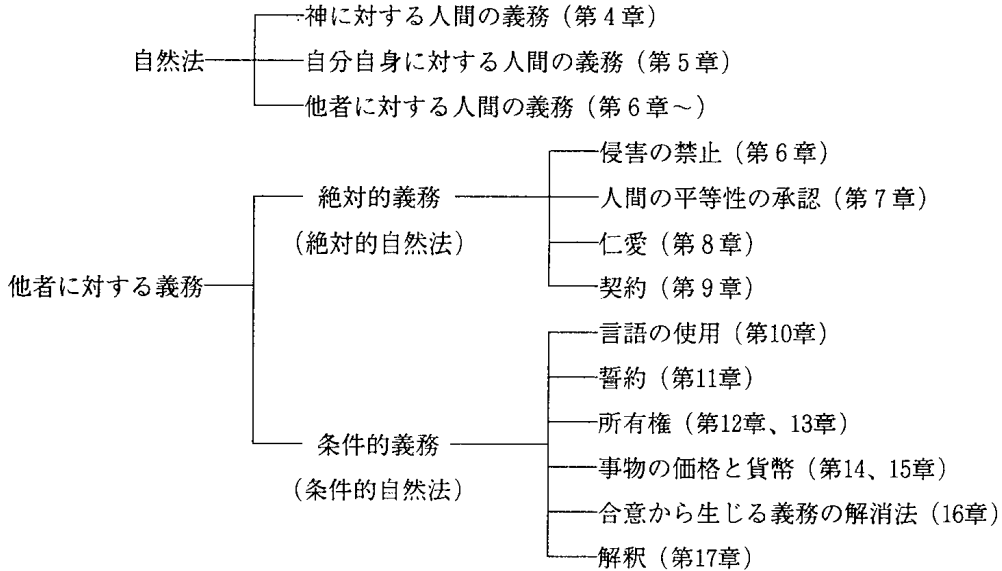 神に対する人間の義務（第４章）
自然法
自分自身に対する人間の義務（第５章）
他者に対する人間の義務（第６章～）
侵害の禁止（第６章）
絶対的義務
人間の平等性の承認（第７章）
（絶対的自然法）
仁愛（第８章）
他者に対する義務
契約（第９章）
言語の使用（第10章）
誓約（第11章）
所有権（第12章、13章）
条件的義務
事物の価格と貨幣（第14、15章）
（条件的自然法）
合意から生じる義務の解消法（16章）
解釈（第17章）